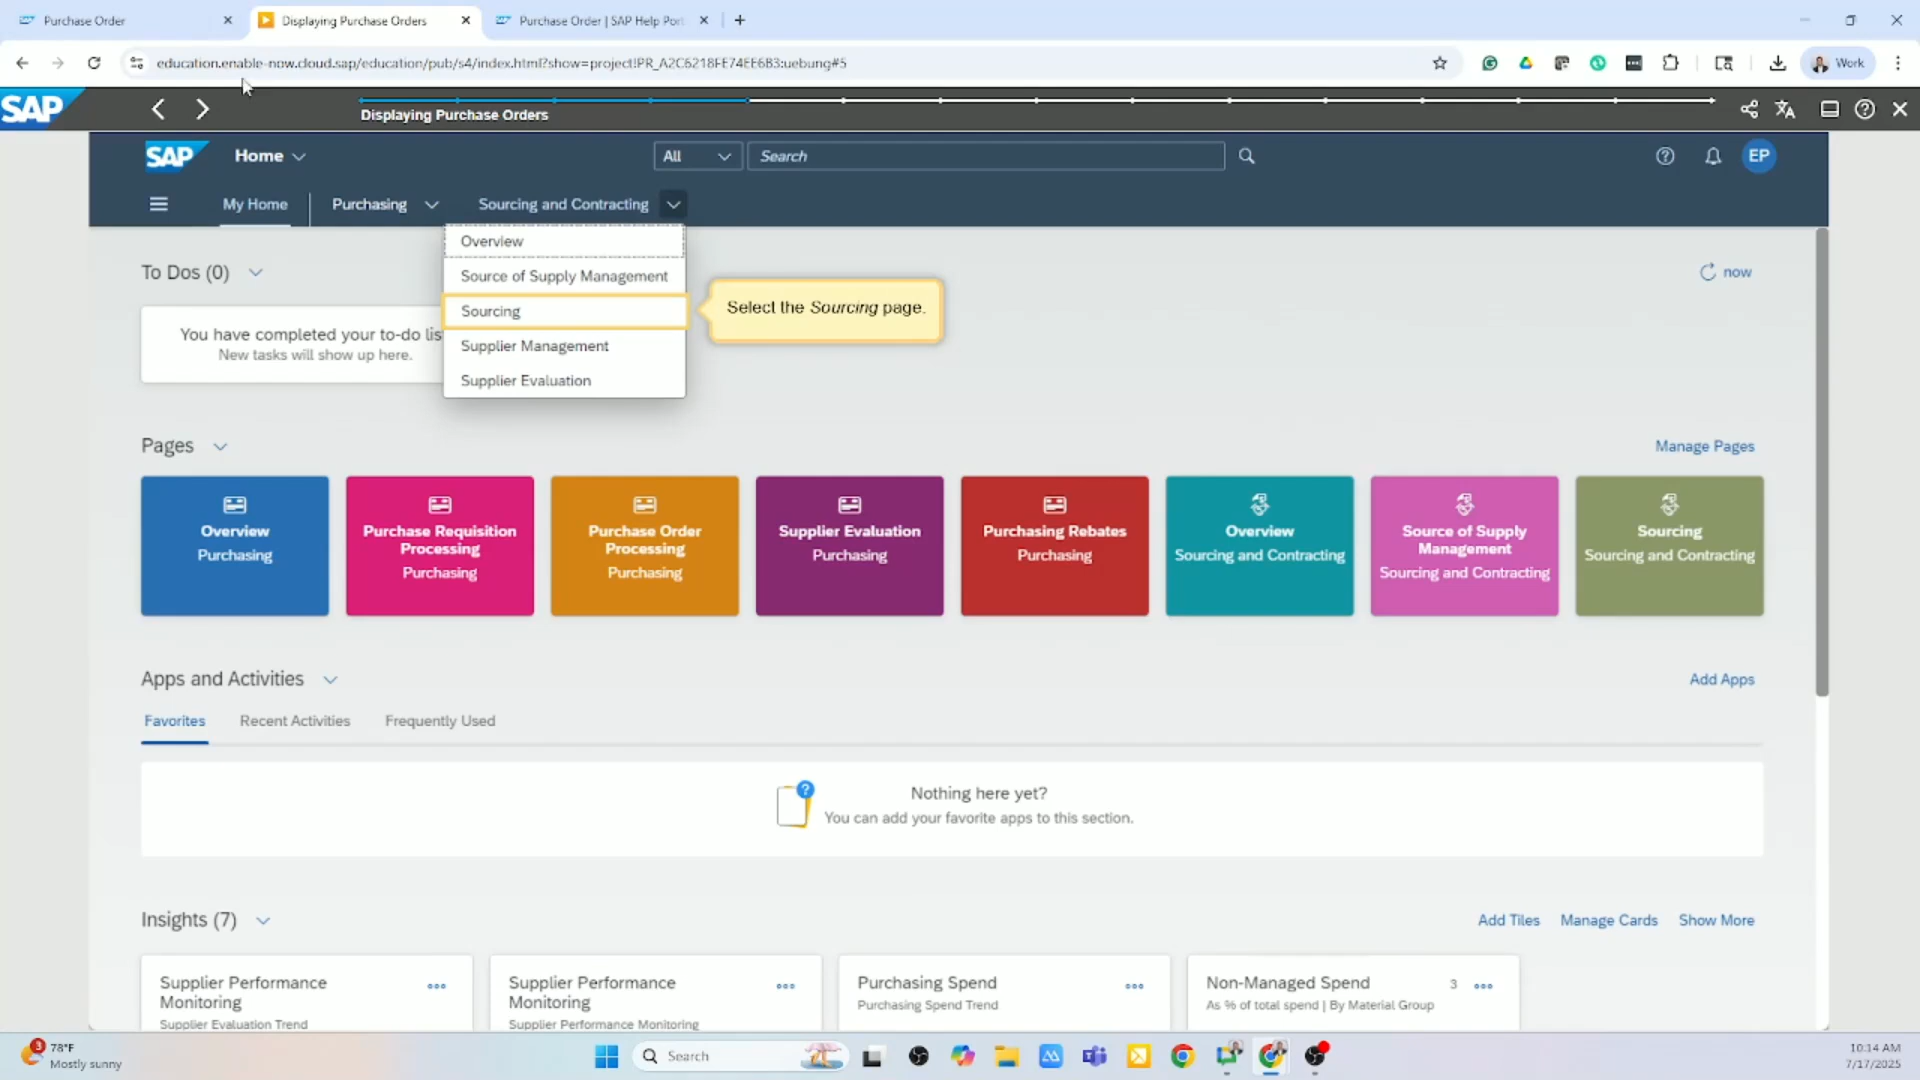 Purchase Order
Displaying Purchase Orders
Purchase Order | SAP Help Port
education.enable-now.cloud.sap/education/pub/s4/index.html?show=project!PR_A2C6218FE74EE6B3:uebung#5
Work
SAP
Displaying Purchase Orders
SAP
Home
All
Search
EP
My Home
Purchasing
Sourcing and Contracting
Overview
Source of Supply Management
Sourcing
Supplier Management
Supplier Evaluation
Select the Sourcing page.
To Dos (0)
now
You have completed your to-do lis
New tasks will show up here.
Pages
Manage Pages
Overview
Purchasing
Purchase Requisition
Processing
Purchasing
Purchase Order
Processing
Purchasing
Supplier Evaluation
Purchasing
Purchasing Rebates
Purchasing
Overview
Sourcing and Contracting
Source of Supply
Management
Sourcing and Contracting
Sourcing
Sourcing and Contracting
Apps and Activities
Add Apps
Favorites
Recent Activities
Frequently Used
Nothing here yet?
You can add your favorite apps to this section.
Insights (7)
Add Tiles
Manage Cards
Show More
Supplier Performance
Monitoring
Supplier Evaluation Trend
Supplier Performance
Monitoring
Supplier Performance Monitoring
Purchasing Spend
Purchasing Spend Trend
Non-Managed Spend
3
As % of total spend | By Material Group
3
78°F
Mostly sunny
Search
10:14 AM
7/17/2025